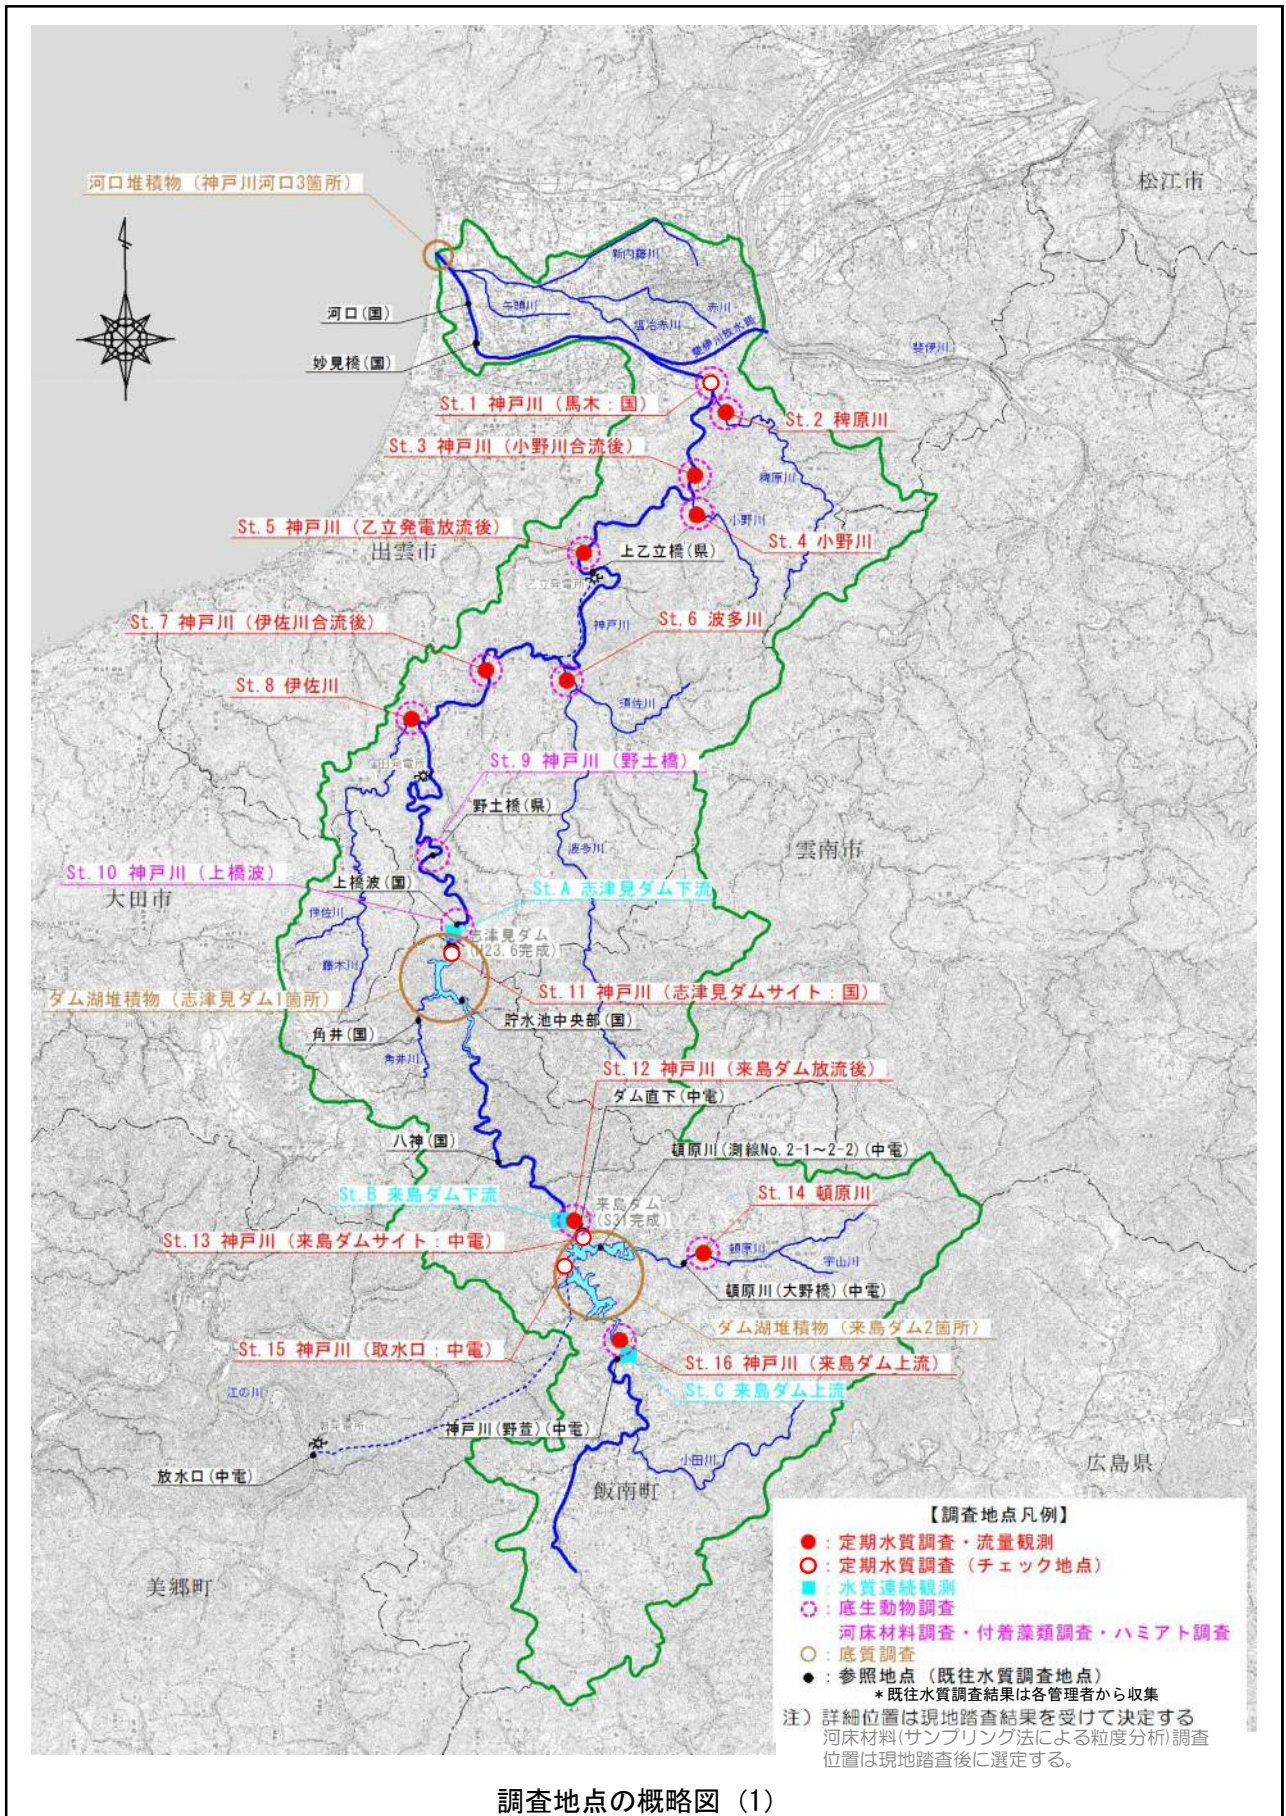 松江市
河口堆積物（神戸川河口3箇所）
新内藤川
河口(国)
午頭川
赤川
塩冶赤川
斐伊川放水路
斐伊川
妙見橋(国)
St.1 神戸川（馬木：国）
St.2 稗原川
St.3 神戸川（小野川合流後）
稗原川
小野川
St.5 神戸川（乙立発電放流後）
St.4 小野川
出雲市
上乙立橋(県)
乙立発電所
St.7 神戸川（伊佐川合流後）
神戸川
St.6 波多川
St.8 伊佐川
須佐川
St.9 神戸川（野土橋）
野土橋(県)
波多川
雲南市
St.10 神戸川（上橋波）
上橋波(国)
St.A 志津見ダム下流
大田市
伊佐川
志津見ダム
(H23.6完成)
藤木川
ダム湖堆積物（志津見ダム1箇所）
St.11 神戸川（志津見ダムサイト：国）
角井(国)
貯水池中央部(国)
角井川
St.12 神戸川（来島ダム放流後）
ダム直下(中電)
八神(国)
頓原川(測線No.2-1～2-2)(中電)
St.B 来島ダム下流
来島ダム
(S31完成)
St.14 頓原川
St.13 神戸川（来島ダムサイト：中電）
頓原川
宇山川
頓原川(大野橋)(中電)
ダム湖堆積物（来島ダム2箇所）
St.15 神戸川（取水口：中電）
St.16 神戸川（来島ダム上流）
St.C 来島ダム上流
江の川
神戸川(野萱)(中電)
小田川
放水口(中電)
広島県
飯南町
美郷町
【調査地点凡例】
：定期水質調査・流量観測
：定期水質調査（チェック地点）
：水質連続観測
：底生動物調査
河床材料調査・付着藻類調査・ハミアト調査
：底質調査
：参照地点（既往水質調査地点）
＊既往水質調査結果は各管理者から収集
注）詳細位置は現地踏査結果を受けて決定する
河床材料(サンプリング法による粒度分析)調査
位置は現地踏査後に選定する。
調査地点の概略図（1）